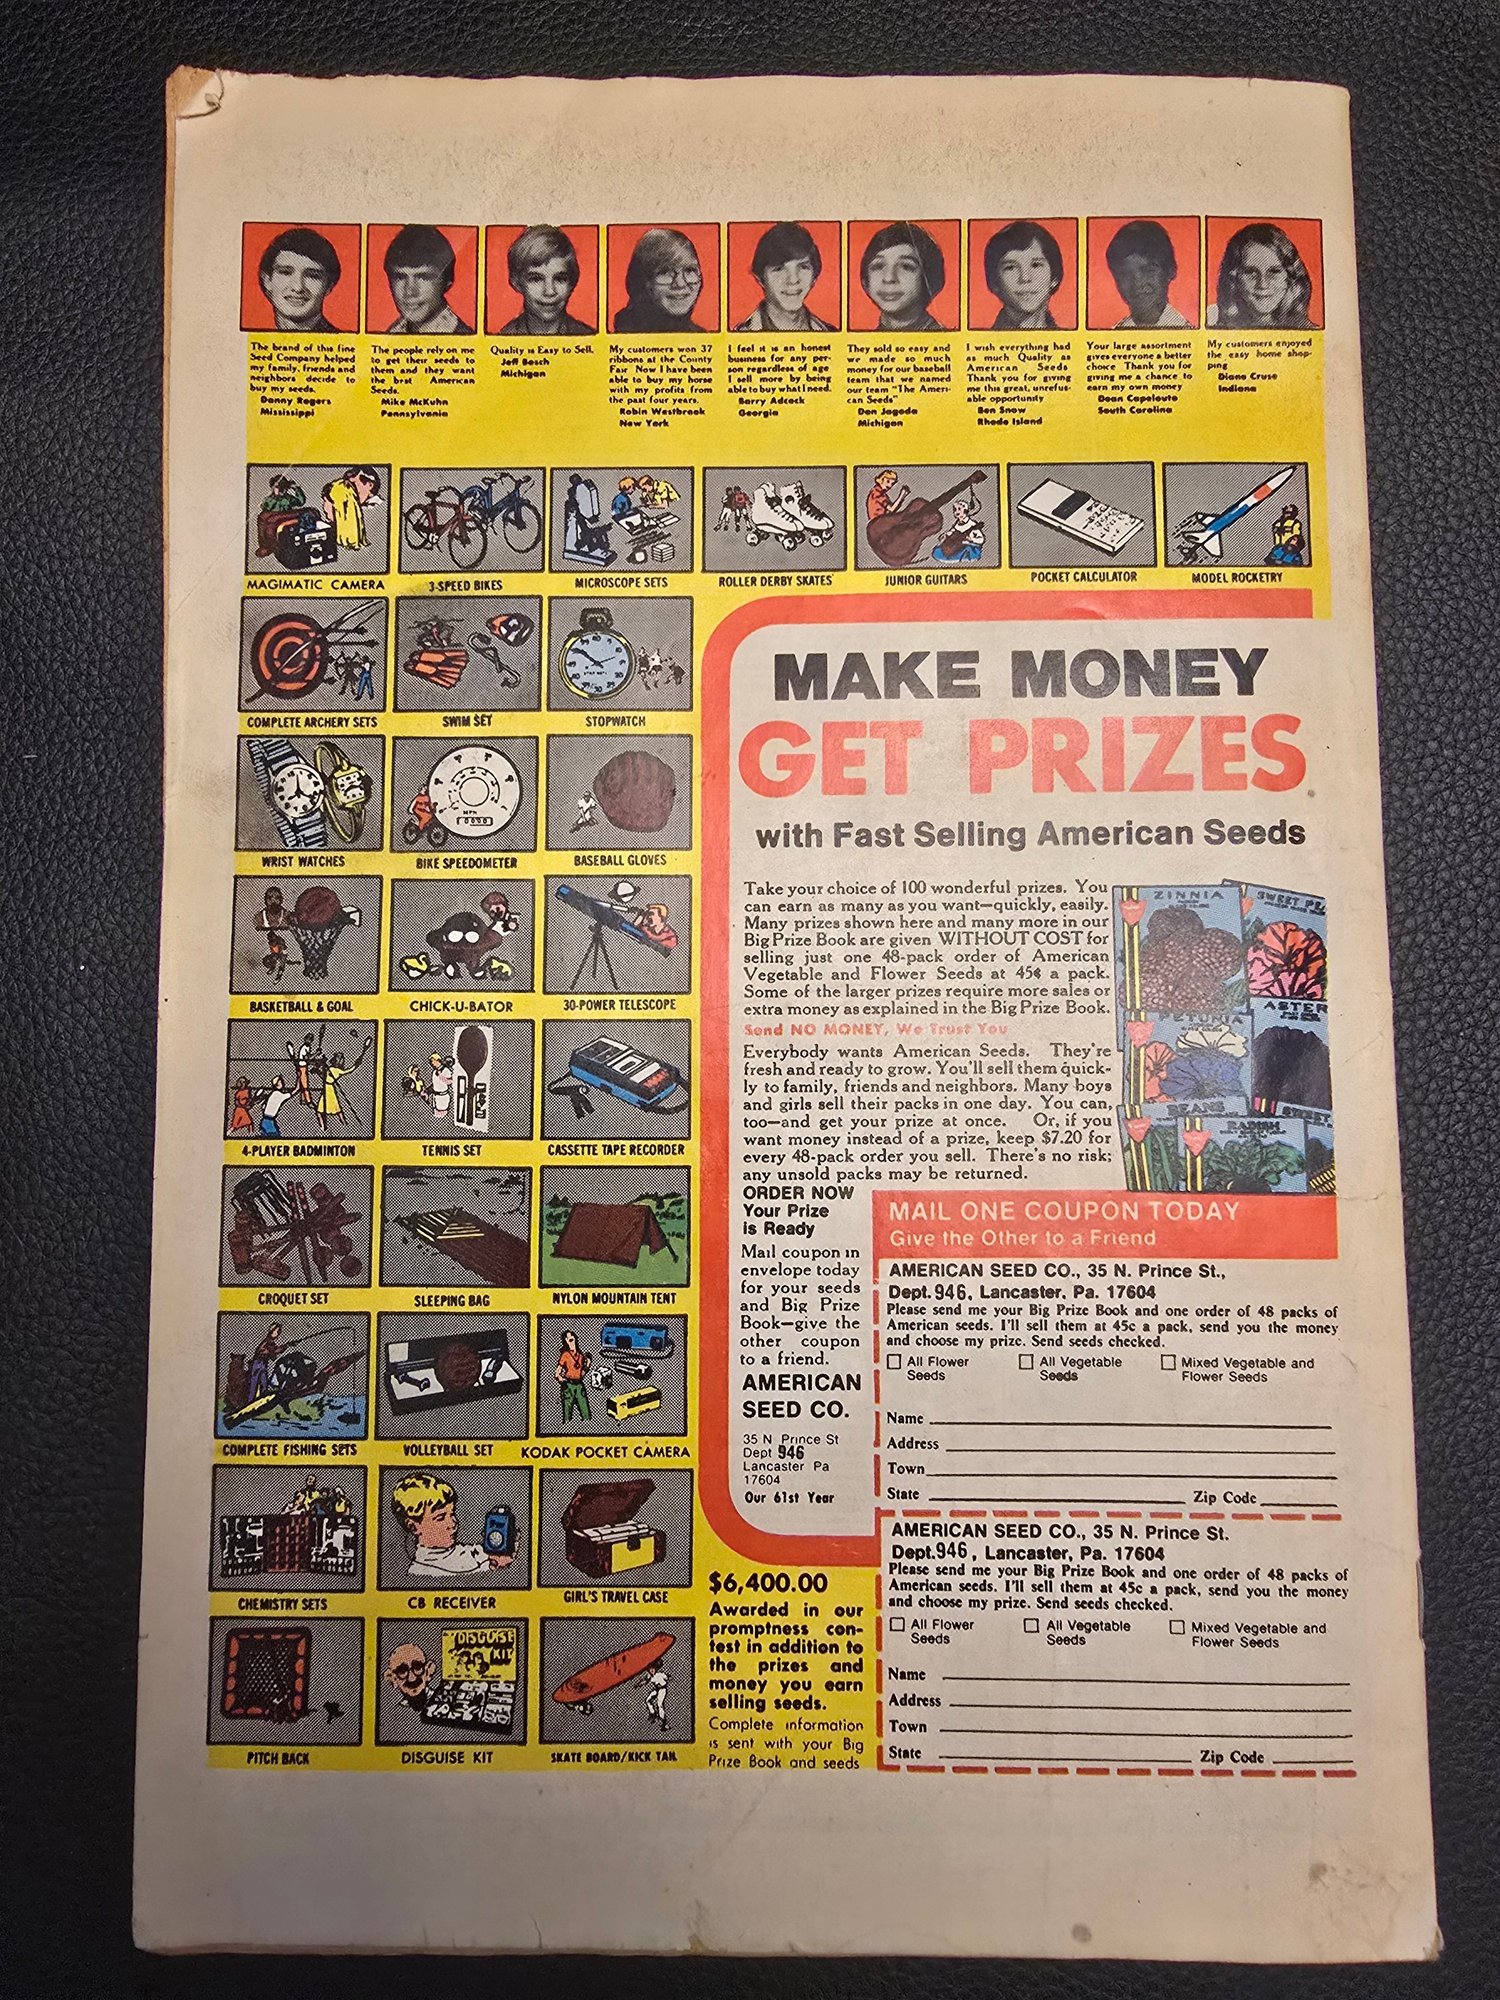 The brand of this fine
Seed Company helped
my family, friends and
neighbors decide to
buy my seeds.
Danny Rogers
Mississippi
The people rely on me
to get their seeds to
them and they want
the best American
Seeds.
Mike McKuhn
Pennsylvania
Quality is Easy to Sell.
Jeff Bosch
Michigan
My customers won 37
ribbons at the County
Fair Now I have been
able to buy my horse
with my profits from
the past four years.
Robin Westbrook
New York
I feel it is an honest
business for any per-
son regardless of age
I sell more by being
able to buy what I need.
Barry Adcock
Georgia
They sold so easy and
we made so much
money for our baseball
team that we named
our team "The Ameri-
can Seeds"
Don Jagoda
Michigan
I wish everything had
as much Quality as
American Seeds
Thank you for giving
me this great, unrefus-
able opportunity
Ben Snow
Rhode Island
Your large assortment
gives everyone a better
choice Thank you for
giving me a chance to
earn my own money
Dean Capeloute
South Carolina
My customers enjoyed
the easy home shop-
ping
Diane Cruse
Indiana
MAGIMATIC CAMERA
3-SPEED BIKES
MICROSCOPE SETS
ROLLER DERBY SKATES
JUNIOR GUITARS
POCKET CALCULATOR
MODEL ROCKETRY
COMPLETE ARCHERY SETS
SWIM SET
STOPWATCH
WRIST WATCHES
MPH
BIKE SPEEDOMETER
BASEBALL GLOVES
BASKETBALL & GOAL
CHICK-U-BATOR
30-POWER TELESCOPE
4-PLAYER BADMINTON
TENNIS SET
CASSETTE TAPE RECORDER
CROQUET SET
SLEEPING BAG
NYLON MOUNTAIN TENT
COMPLETE FISHING SETS
VOLLEYBALL SET
KODAK POCKET CAMERA
CHEMISTRY SETS
CB RECEIVER
GIRL'S TRAVEL CASE
DISGUISE
KIT
PITCH BACK
DISGUISE KIT
SKATE BOARD/KICK TAIL
MAKE MONEY
GET PRIZES
with Fast Selling American Seeds
Take your choice of 100 wonderful prizes. You
can earn as many as you want—quickly, easily.
Many prizes shown here and many more in our
Big Prize Book are given WITHOUT COST for
selling just one 48-pack order of American
Vegetable and Flower Seeds at 45¢ a pack.
Some of the larger prizes require more sales or
extra money as explained in the Big Prize Book.
Send NO MONEY, We Trust You
Everybody wants American Seeds. They're
fresh and ready to grow. You'll sell them quick-
ly to family, friends and neighbors. Many boys
and girls sell their packs in one day. You can,
too—and get your prize at once. Or, if you
want money instead of a prize, keep $7.20 for
every 48-pack order you sell. There's no risk;
any unsold packs may be returned.
ZINNIA
SWEET PEA
ASTER
PETUNIA
BEANS
RADISH
SWEET
ORDER NOW
Your Prize
is Ready
Mail coupon in
envelope today
for your seeds
and Big Prize
Book—give the
other coupon
to a friend.
AMERICAN
SEED CO.
35 N Prince St
Dept 946
Lancaster Pa
17604
Our 61st Year
MAIL ONE COUPON TODAY
Give the Other to a Friend
AMERICAN SEED CO., 35 N. Prince St.,
Dept. 946, Lancaster, Pa. 17604
Please send me your Big Prize Book and one order of 48 packs of
American seeds. I'll sell them at 45c a pack, send you the money
and choose my prize. Send seeds checked.
All Flower
Seeds
All Vegetable
Seeds
Mixed Vegetable and
Flower Seeds
Name
Address
Town
State Zip Code
AMERICAN SEED CO., 35 N. Prince St.
Dept.946, Lancaster, Pa. 17604
Please send me your Big Prize Book and one order of 48 packs of
American seeds. I'll sell them at 45c a pack, send you the money
and choose my prize. Send seeds checked.
All Flower
Seeds
All Vegetable
Seeds
Mixed Vegetable and
Flower Seeds
Name
Address
Town
State Zip Code
$6,400.00
Awarded in our
promptness con-
test in addition to
the prizes and
money you earn
selling seeds.
Complete information
is sent with your Big
Prize Book and seeds